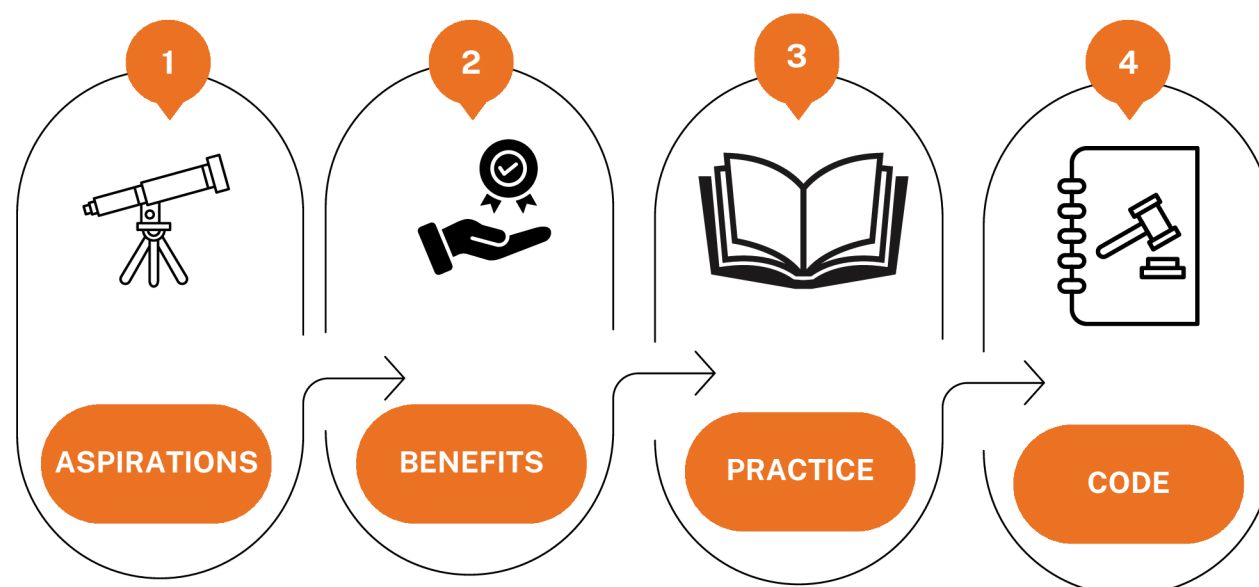 1
2
3
4
ASPIRATIONS
BENEFITS
PRACTICE
CODE